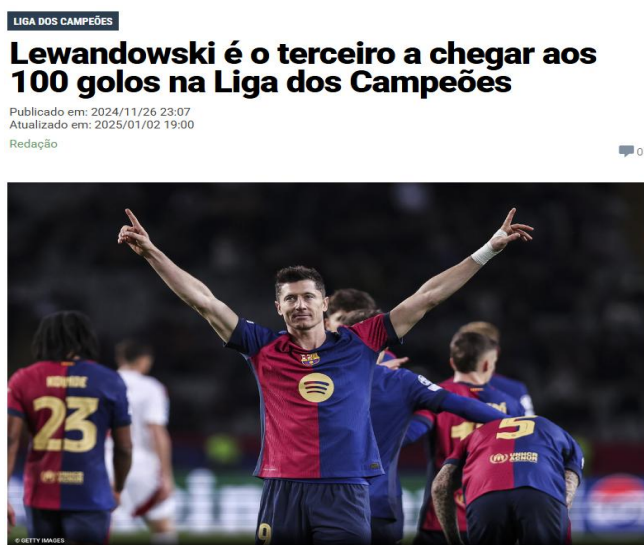 LIGA DOS CAMPEÕES
Lewandowski é o terceiro a chegar aos
100 golos na Liga dos Campeões
Publicado em: 2024/11/26 23:07
Atualizado em: 2025/01/02 19:00
Redação
0
KOUNDE
23
5
9
© GETTY IMAGES